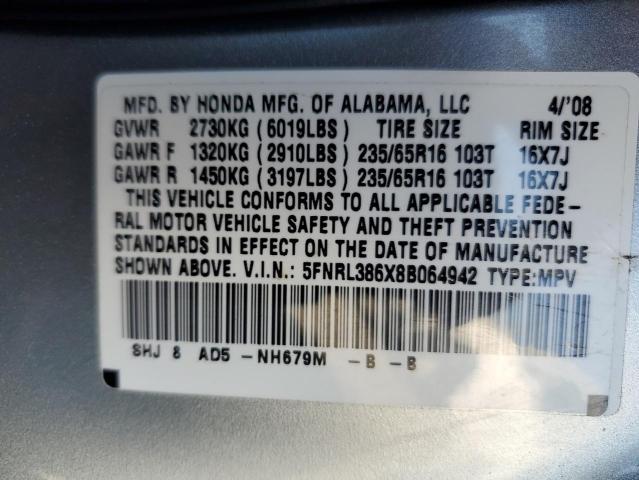 MFD. BY HONDA MFG. OF ALABAMA, LLC 4/'08
GVWR 2730KG (6019LBS) TIRE SIZE RIM SIZE
GAWR F 1320KG (2910LBS) 235/65R16 103T 16X7J
GAWR R 1450KG (3197LBS) 235/65R16 103T 16X7J
THIS VEHICLE CONFORMS TO ALL APPLICABLE FEDE-
RAL MOTOR VEHICLE SAFETY AND THEFT PREVENTION
STANDARDS IN EFFECT ON THE DATE OF MANUFACTURE
SHOWN ABOVE. V.I.N.: 5FNRL386X8B064942 TYPE:MPV
SHJ 8 AD5 -NH679M -B -B